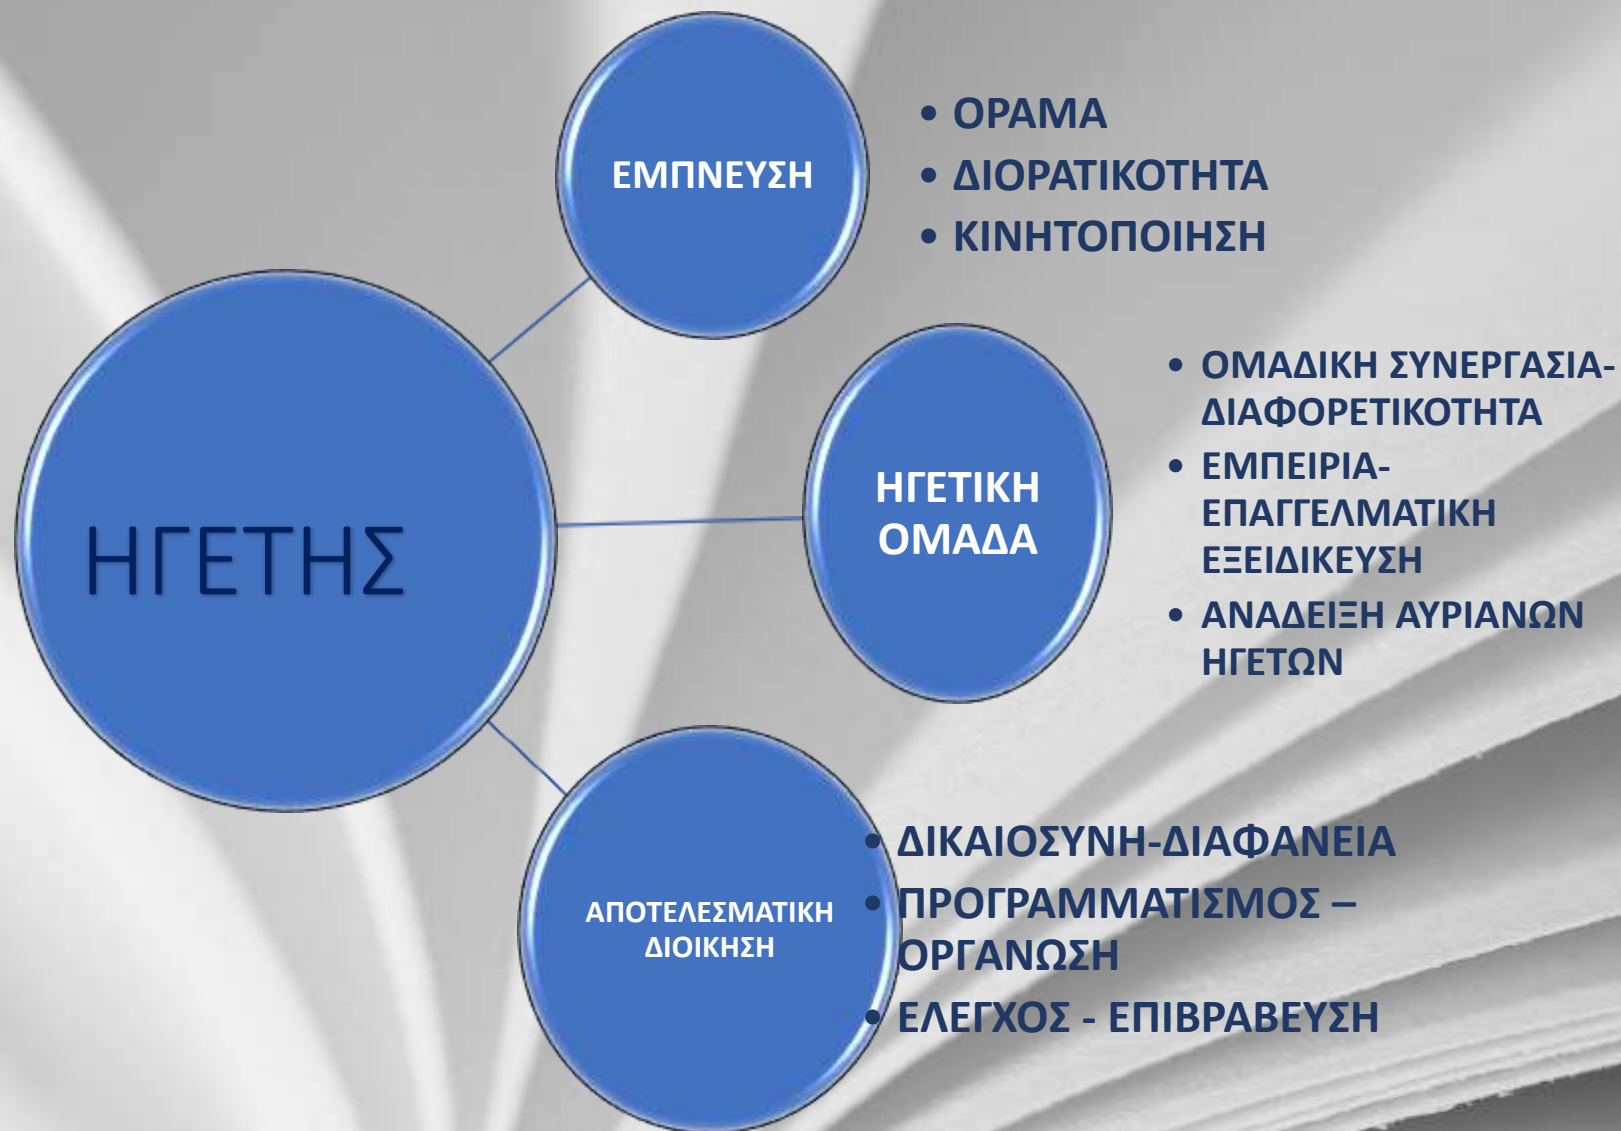 ΗΓΕΤΗΣ
ΕΜΠΝΕΥΣΗ
• ΟΡΑΜΑ
• ΔΙΟΡΑΤΙΚΟΤΗΤΑ
• ΚΙΝΗΤΟΠΟΙΗΣΗ
ΗΓΕΤΙΚΗ
ΟΜΑΔΑ
• ΟΜΑΔΙΚΗ ΣΥΝΕΡΓΑΣΙΑ-
ΔΙΑΦΟΡΕΤΙΚΟΤΗΤΑ
• ΕΜΠΕΙΡΙΑ-
ΕΠΑΓΓΕΛΜΑΤΙΚΗ
ΕΞΕΙΔΙΚΕΥΣΗ
• ΑΝΑΔΕΙΞΗ ΑΥΡΙΑΝΩΝ
ΗΓΕΤΩΝ
ΑΠΟΤΕΛΕΣΜΑΤΙΚΗ
ΔΙΟΙΚΗΣΗ
• ΔΙΚΑΙΟΣΥΝΗ-ΔΙΑΦΑΝΕΙΑ
• ΠΡΟΓΡΑΜΜΑΤΙΣΜΟΣ –
ΟΡΓΑΝΩΣΗ
• ΕΛΕΓΧΟΣ - ΕΠΙΒΡΑΒΕΥΣΗ